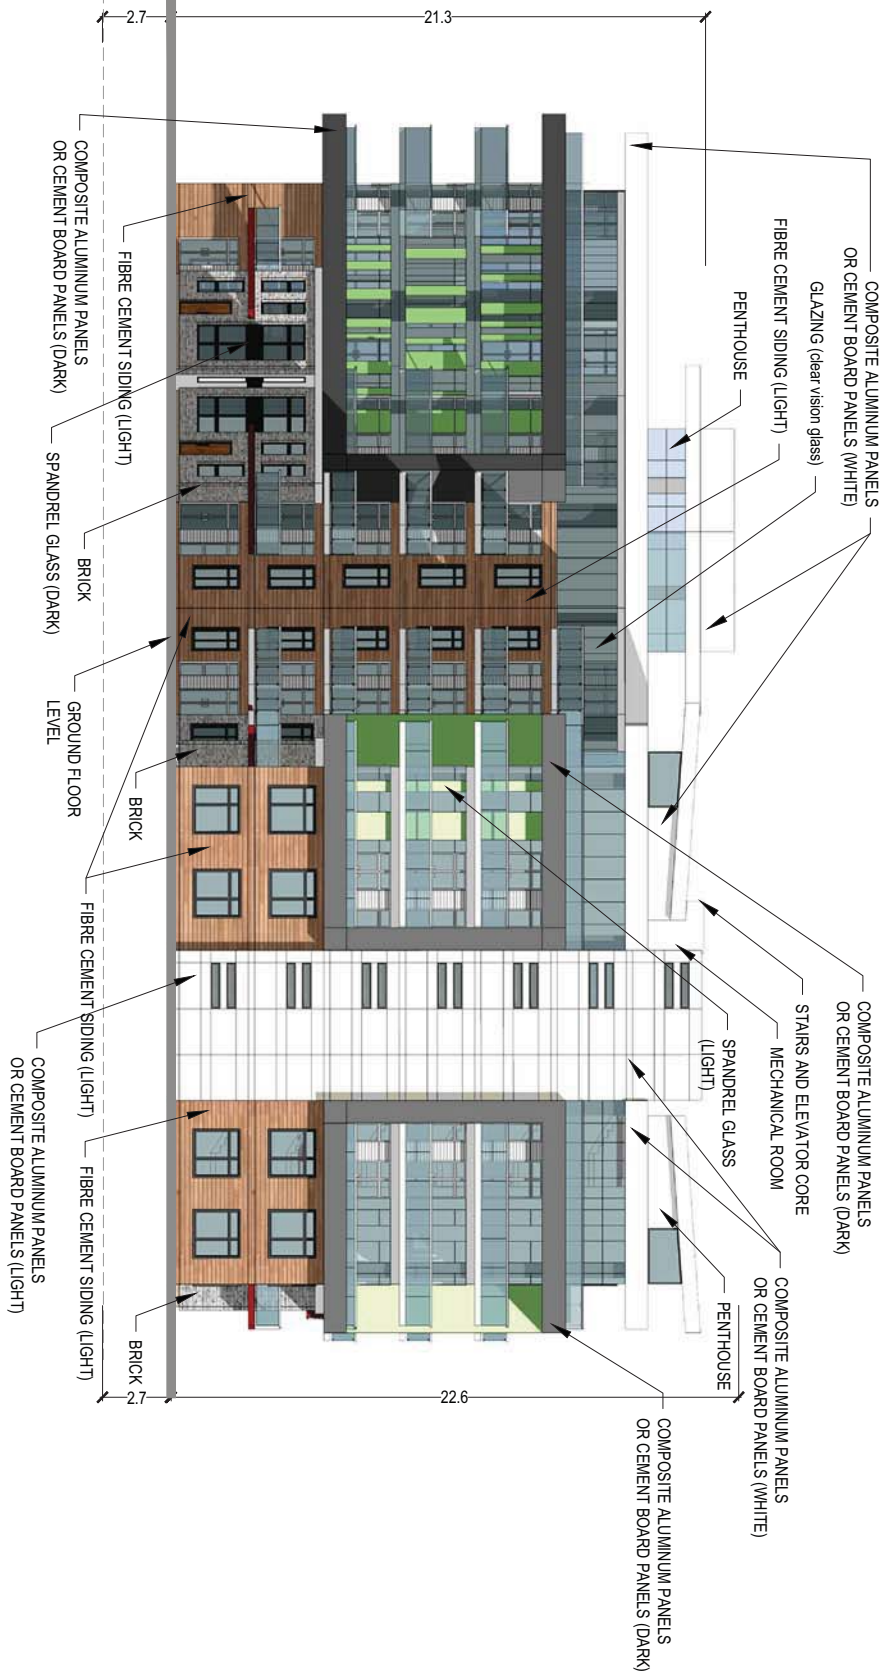 2.7
21.3
COMPOSITE ALUMINUM PANELS
OR CEMENT BOARD PANELS (WHITE)
GLAZING (clear vision glass)
FIBRE CEMENT SIDING (LIGHT)
PENTHOUSE
COMPOSITE ALUMINUM PANELS
OR CEMENT BOARD PANELS (DARK)
FIBRE CEMENT SIDING (LIGHT)
SPANDREL GLASS (DARK)
BRICK
GROUND FLOOR
LEVEL
BRICK
FIBRE CEMENT SIDING (LIGHT)
COMPOSITE ALUMINUM PANELS
OR CEMENT BOARD PANELS (LIGHT)
FIBRE CEMENT SIDING (LIGHT)
BRICK
COMPOSITE ALUMINUM PANELS
OR CEMENT BOARD PANELS (DARK)
STAIRS AND ELEVATOR CORE
MECHANICAL ROOM
SPANDREL GLASS
(LIGHT)
COMPOSITE ALUMINUM PANELS
OR CEMENT BOARD PANELS (WHITE)
PENTHOUSE
COMPOSITE ALUMINUM PANELS
OR CEMENT BOARD PANELS (DARK)
2.7
22.6